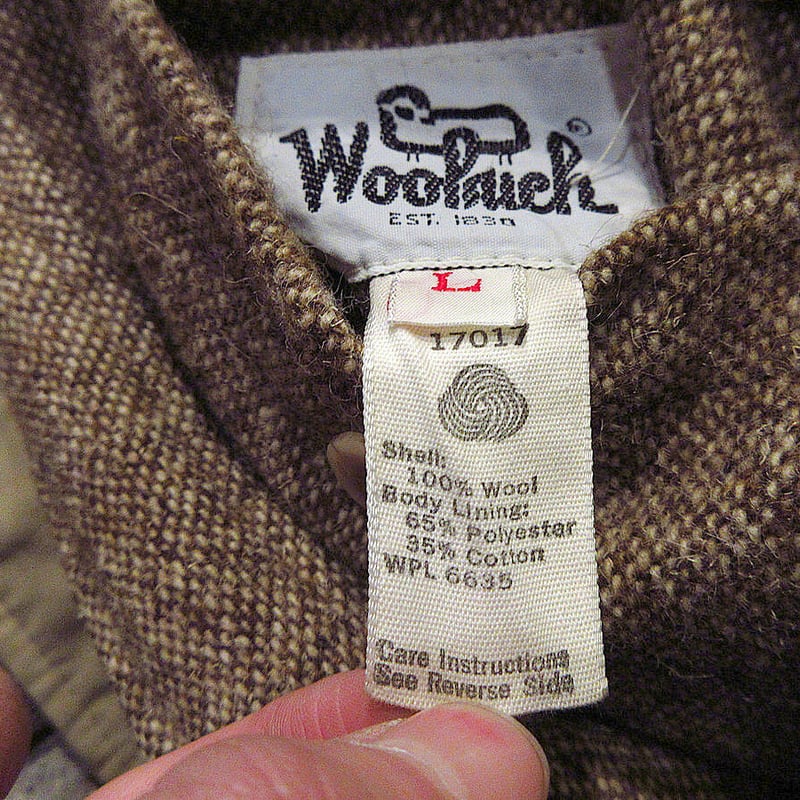 Woolrich ®
EST. 1830
L
17017
Shell:
100% Wool
Body Lining:
65% Polyester
35% Cotton
WPL 6635
Care Instructions
See Reverse Side